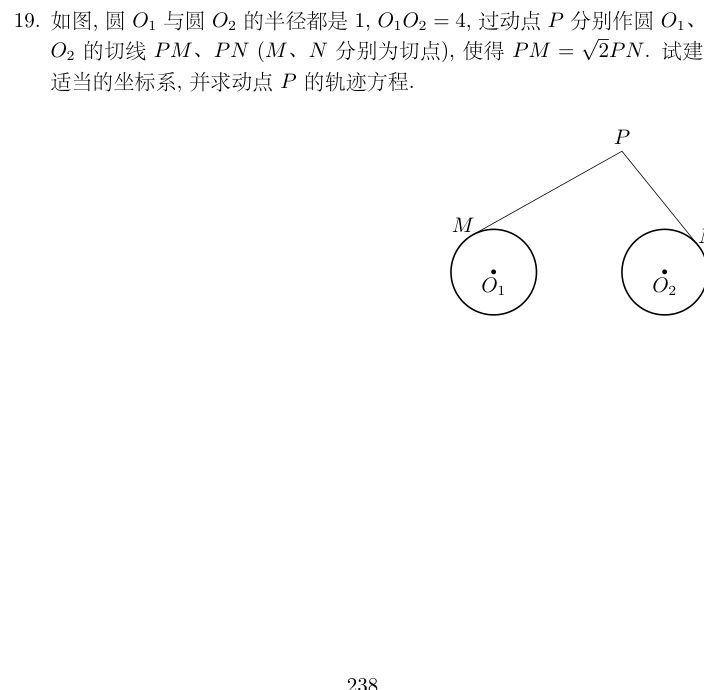 19. 如图, 圆 O₁ 与圆 O₂ 的半径都是 1, O₁O₂ = 4, 过动点 P 分别作圆 O₁、
O₂ 的切线 PM、PN (M、N 分别为切点), 使得 PM = √2PN. 试建
适当的坐标系, 并求动点 P 的轨迹方程.
P
M
O₁
O₂
238